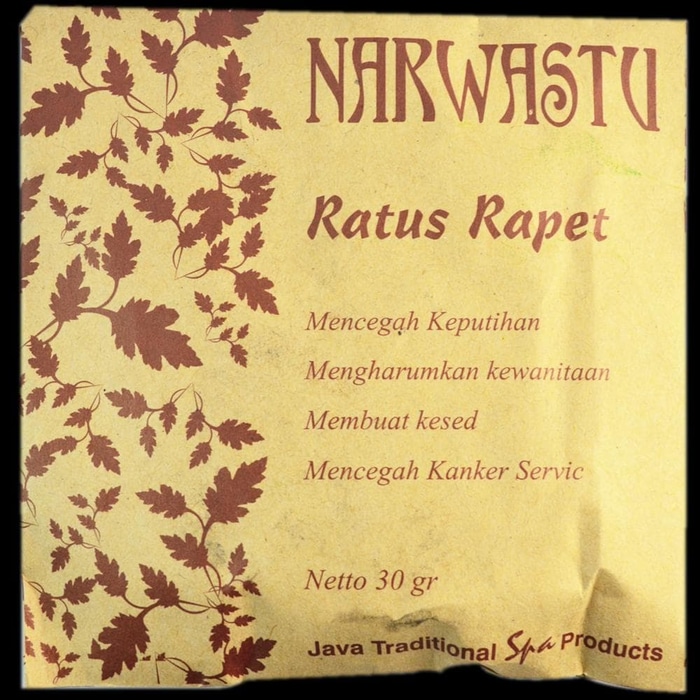 NARWASTU
Ratus Rapet
Mencegah Keputihan
Mengharumkan kewanitaan
Membuat kesed
Mencegah Kanker Servic
Netto 30 gr
Java Traditional Spa Products